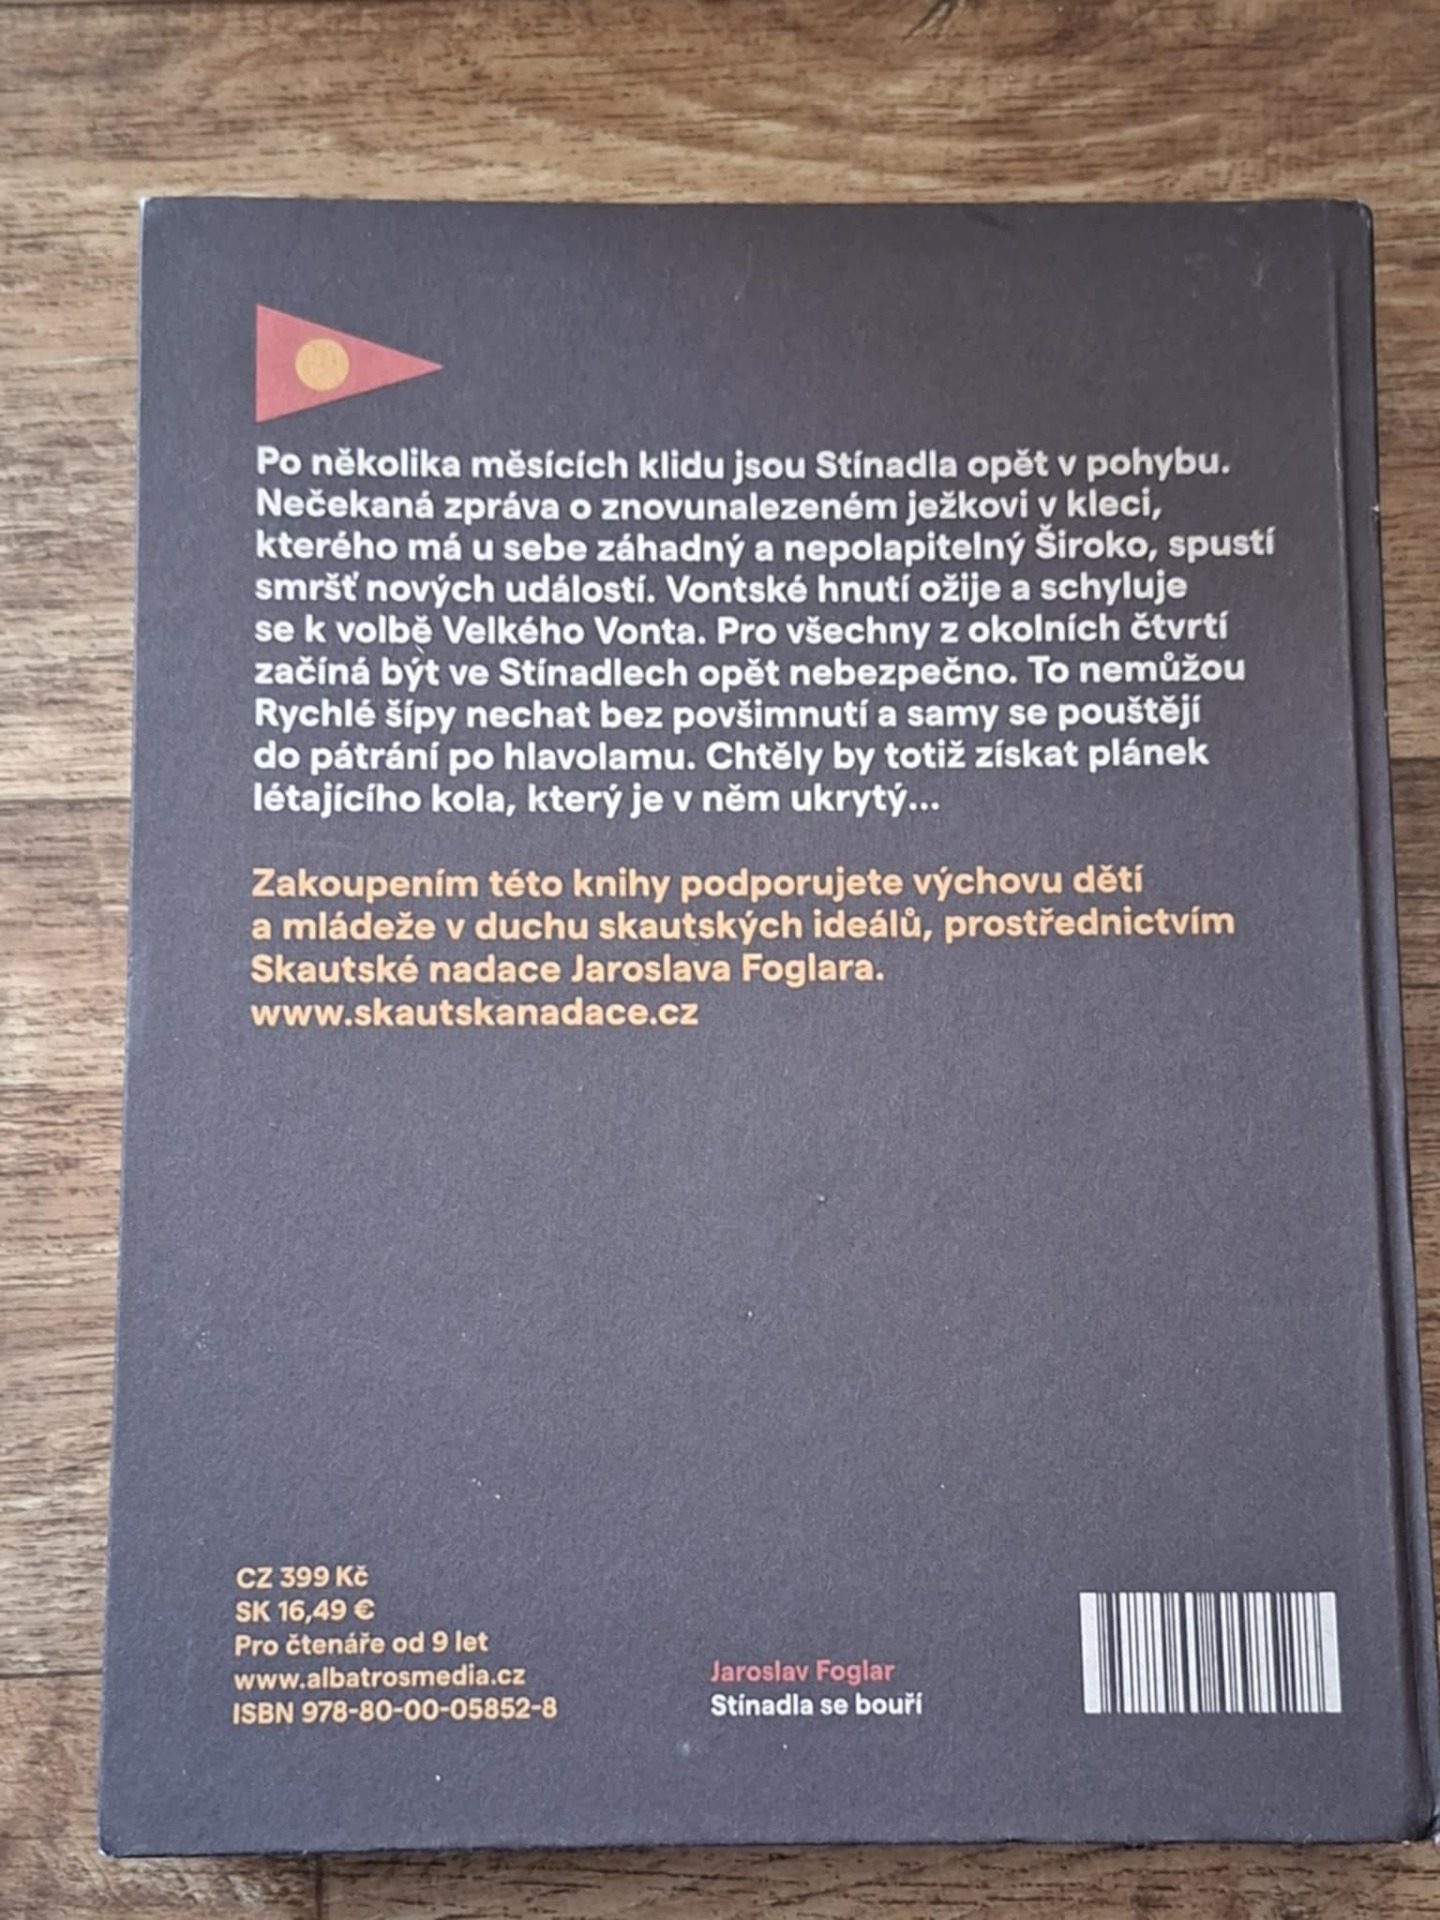 Po několika měsících klidu jsou Stínadla opět v pohybu.
Nečekaná zpráva o znovunalezeném ježkovi v kleci,
kterého má u sebe záhadný a nepolapitelný Široko, spustí
smršť nových událostí. Vontské hnutí ožije a schyluje
se k volbě Velkého Vonta. Pro všechny z okolních čtvrtí
začíná být ve Stínadlech opět nebezpečno. To nemůžou
Rychlé šípy nechat bez povšimnutí a samy se pouštějí
do pátrání po hlavolamu. Chtěly by totiž získat plánek
létajícího kola, který je v něm ukrytý...
Zakoupením této knihy podporujete výchovu dětí
a mládeže v duchu skautských ideálů, prostřednictvím
Skautské nadace Jaroslava Foglara.
www.skautskanadace.cz
CZ 399 Kč
SK 16,49 €
Pro čtenáře od 9 let
www.albatrosmedia.cz
ISBN 978-80-00-05852-8
Jaroslav Foglar
Stínadla se bouří